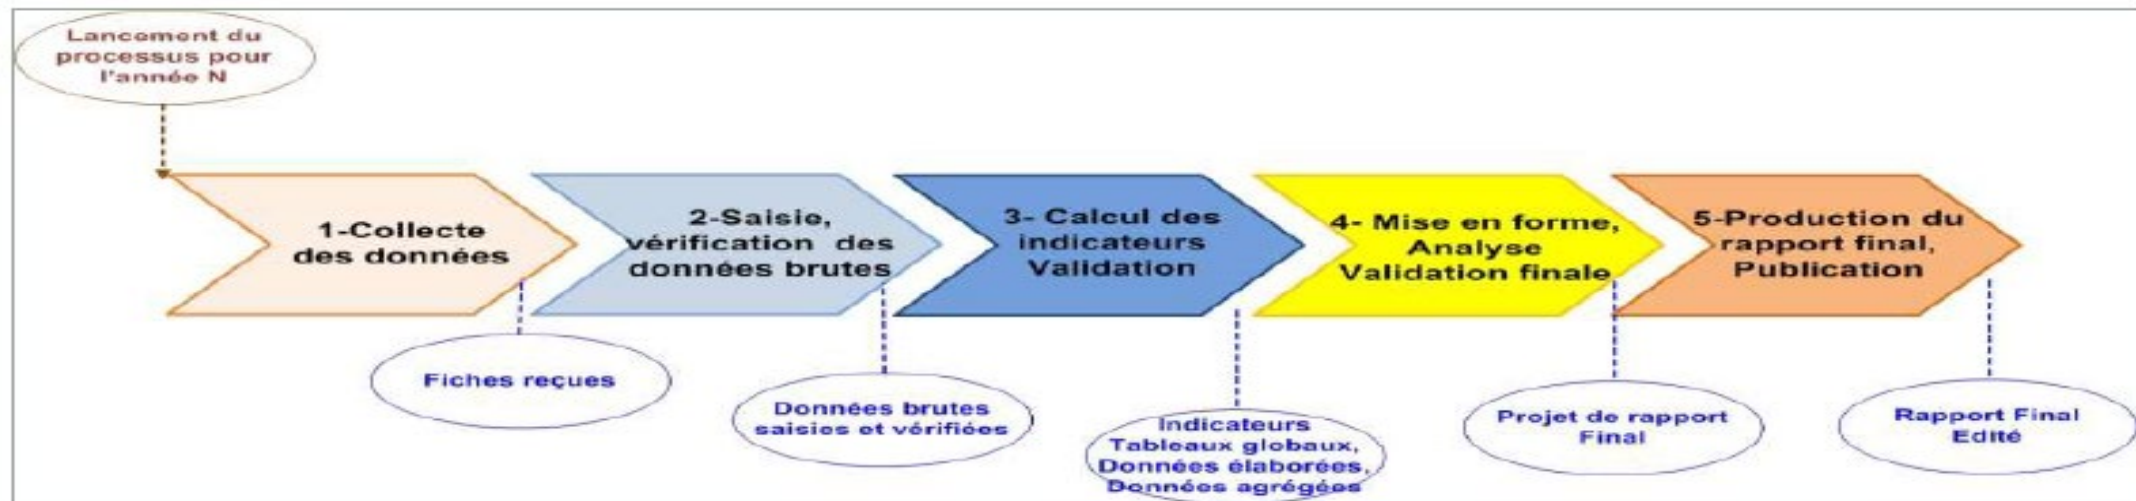 Lancement du
processus pour
l'année N
1-Collecte
des données
2-Saisie,
vérification des
données brutes
3- Calcul des
indicateurs
Validation
4- Mise en forme,
Analyse
Validation finale
5-Production du
rapport final,
Publication
Fiches reçues
Données brutes
saisies et vérifiées
Indicateurs
Tableaux globaux,
Données élaborées,
Données agrégées
Projet de rapport
Final
Rapport Final
Edité